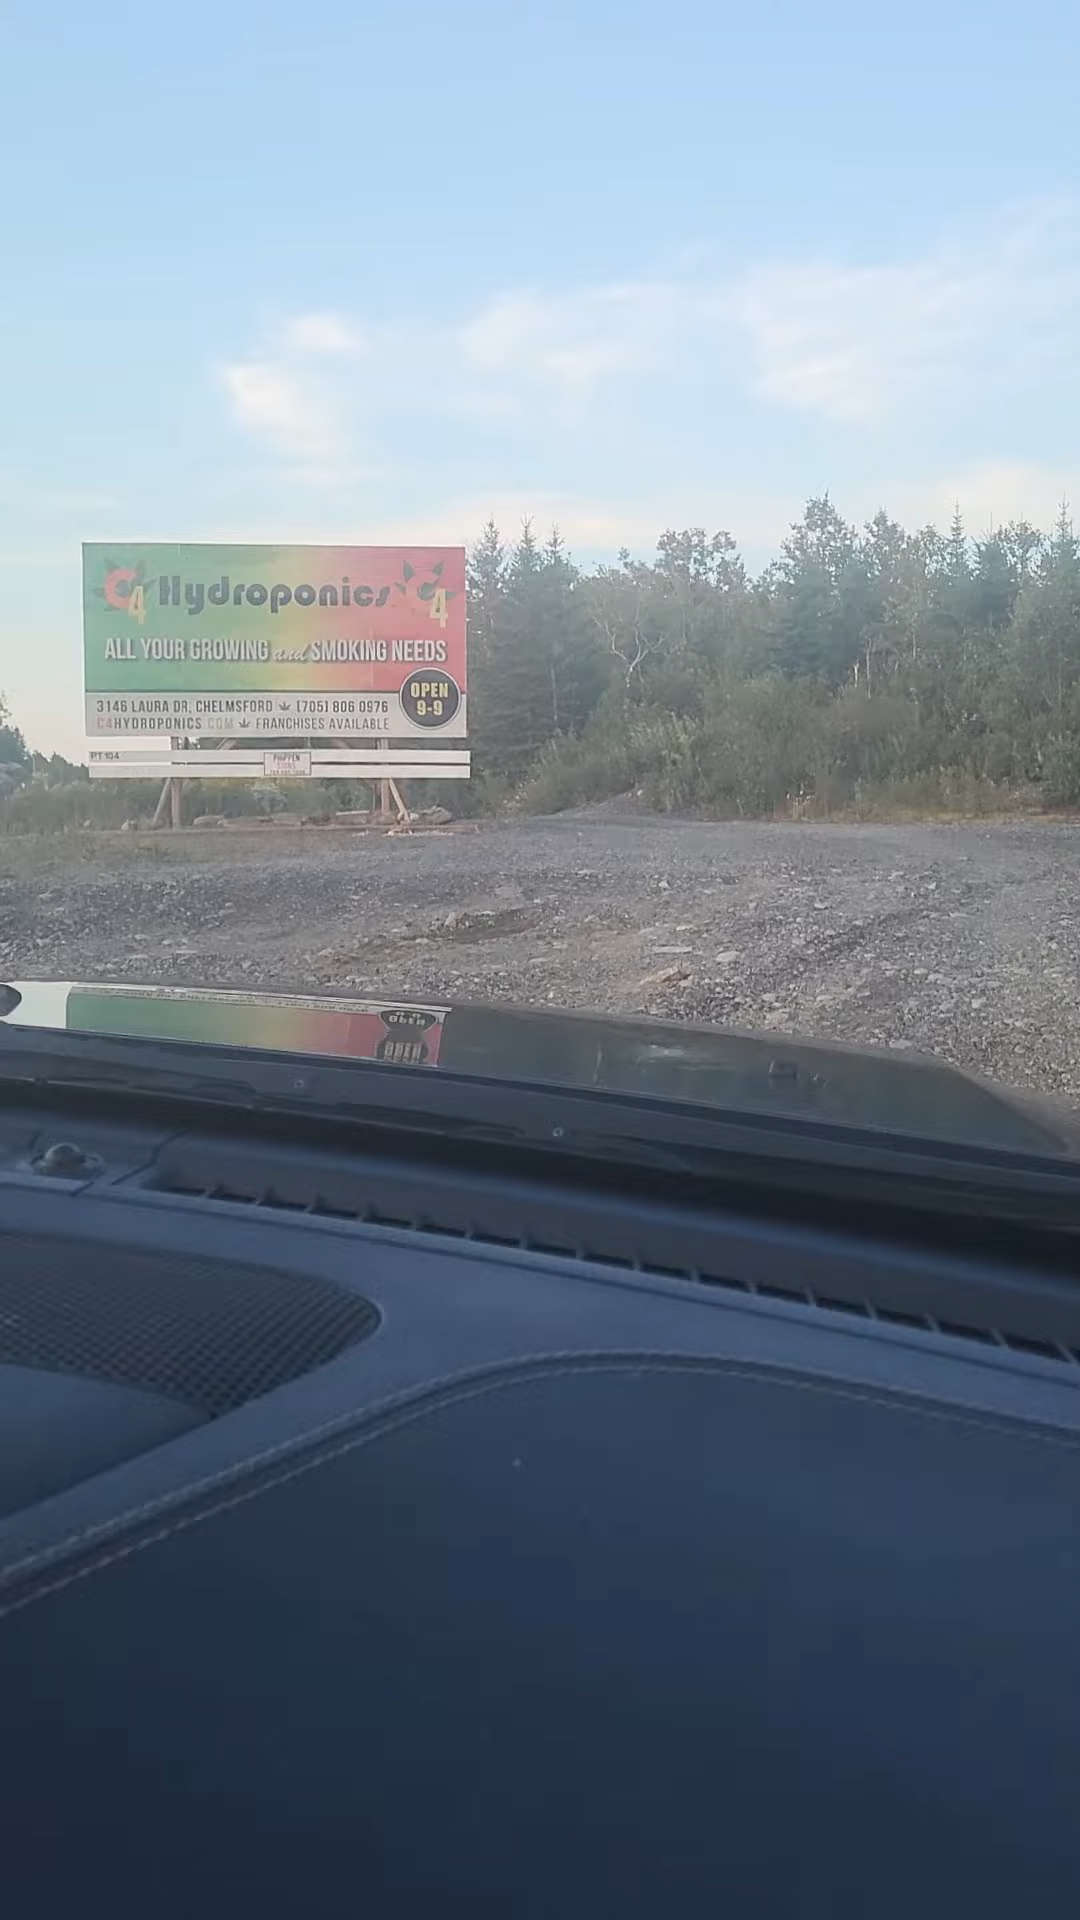 C4 Hydroponics C4
ALL YOUR GROWING and SMOKING NEEDS
OPEN
9-9
3146 LAURA DR, CHELMSFORD (705) 806 0976
C4HYDROPONICS.COM FRANCHISES AVAILABLE
PT 104